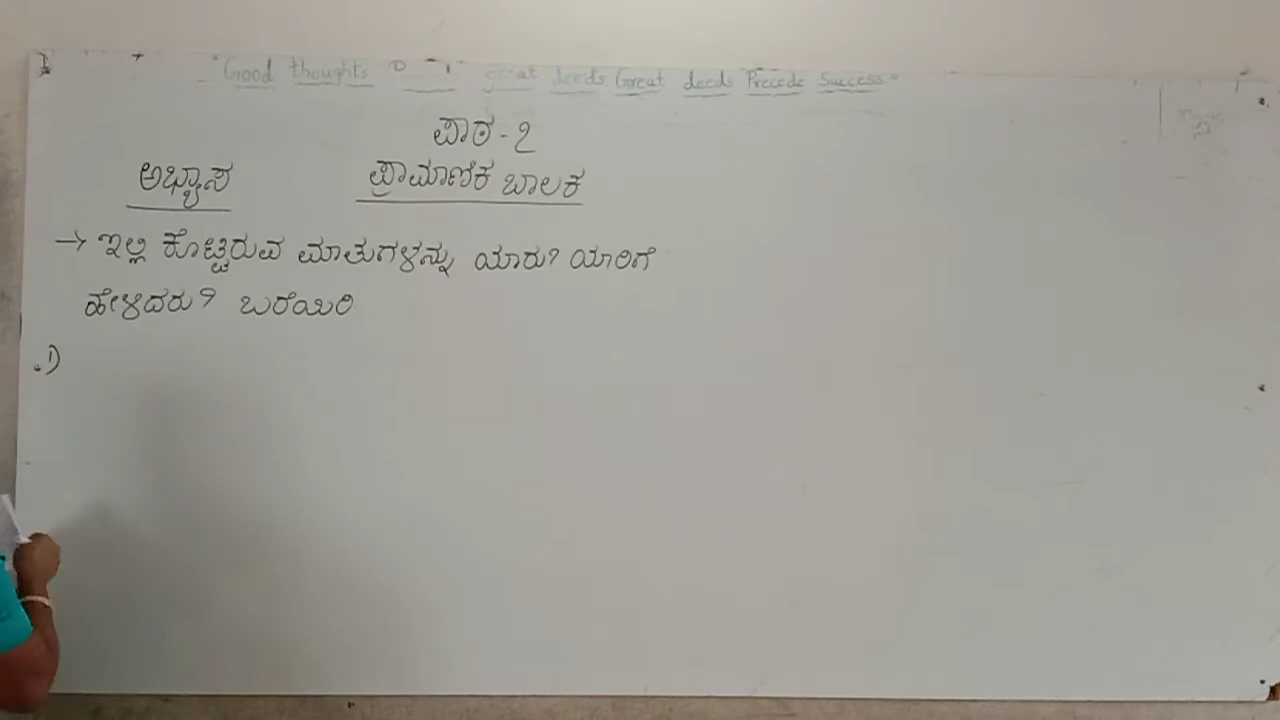 "Good thoughts great deeds Great deeds Precede Success"
ಪಾಠ - 2
ಅಭ್ಯಾಸ ಪ್ರಾಮಾಣಿಕ ಬಾಲಕ
→ ಇಲ್ಲಿ ಕೊಟ್ಟಿರುವ ಮಾತುಗಳನ್ನು ಯಾರು? ಯಾರಿಗೆ
ಹೇಳಿದರು? ಬರೆಯಿರಿ
.1)